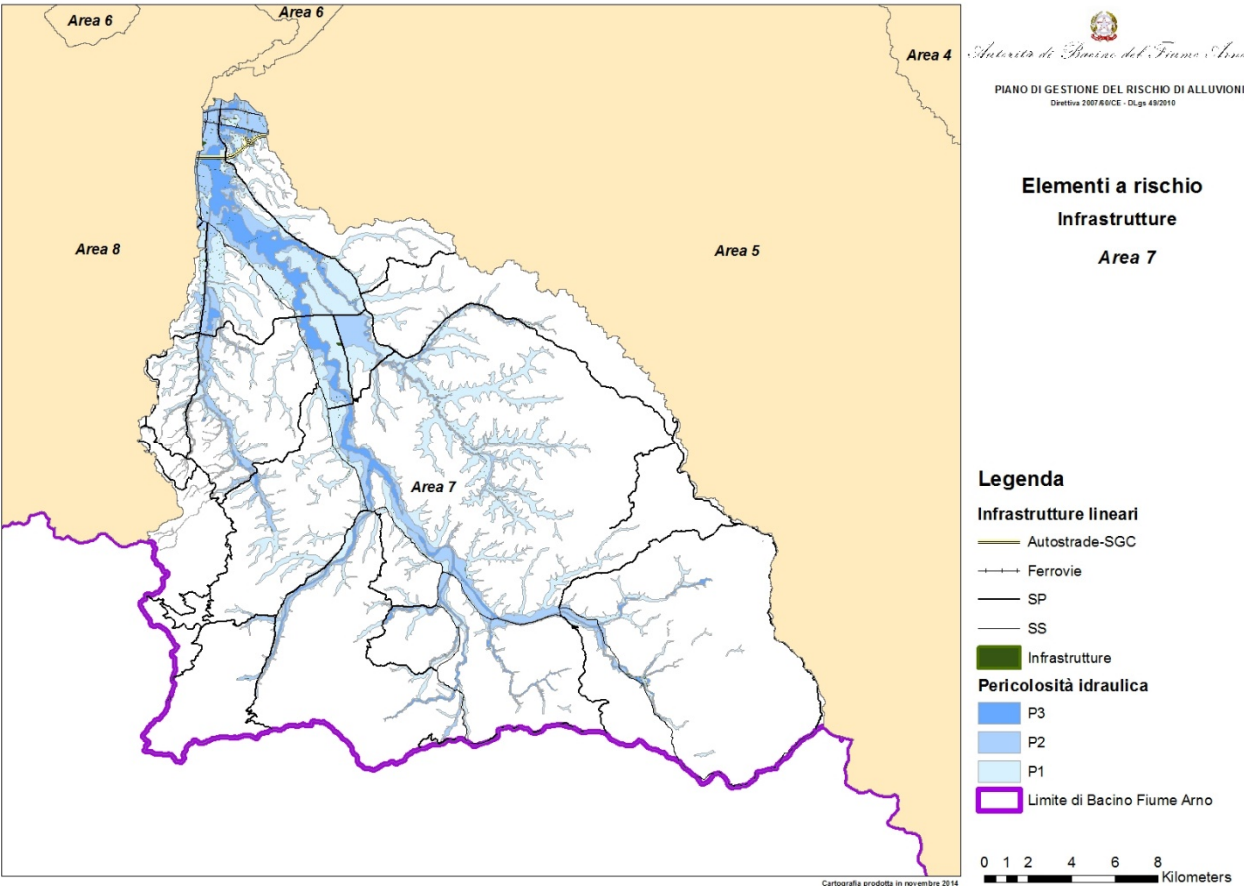 Area 6
Area 6
Area 4
Area 8
Area 5
Area 7
Autorità di Bacino del Fiume Arno
PIANO DI GESTIONE DEL RISCHIO DI ALLUVIONI
Direttiva 2007/60/CE - DLgs 49/2010
Elementi a rischio
Infrastrutture
Area 7
Legenda
Infrastrutture lineari
Autostrade-SGC
Ferrovie
SP
SS
Infrastrutture
Pericolosità idraulica
P3
P2
P1
Limite di Bacino Fiume Arno
0 1 2 4 6 8
Kilometers
Cartografia prodotta in novembre 2014